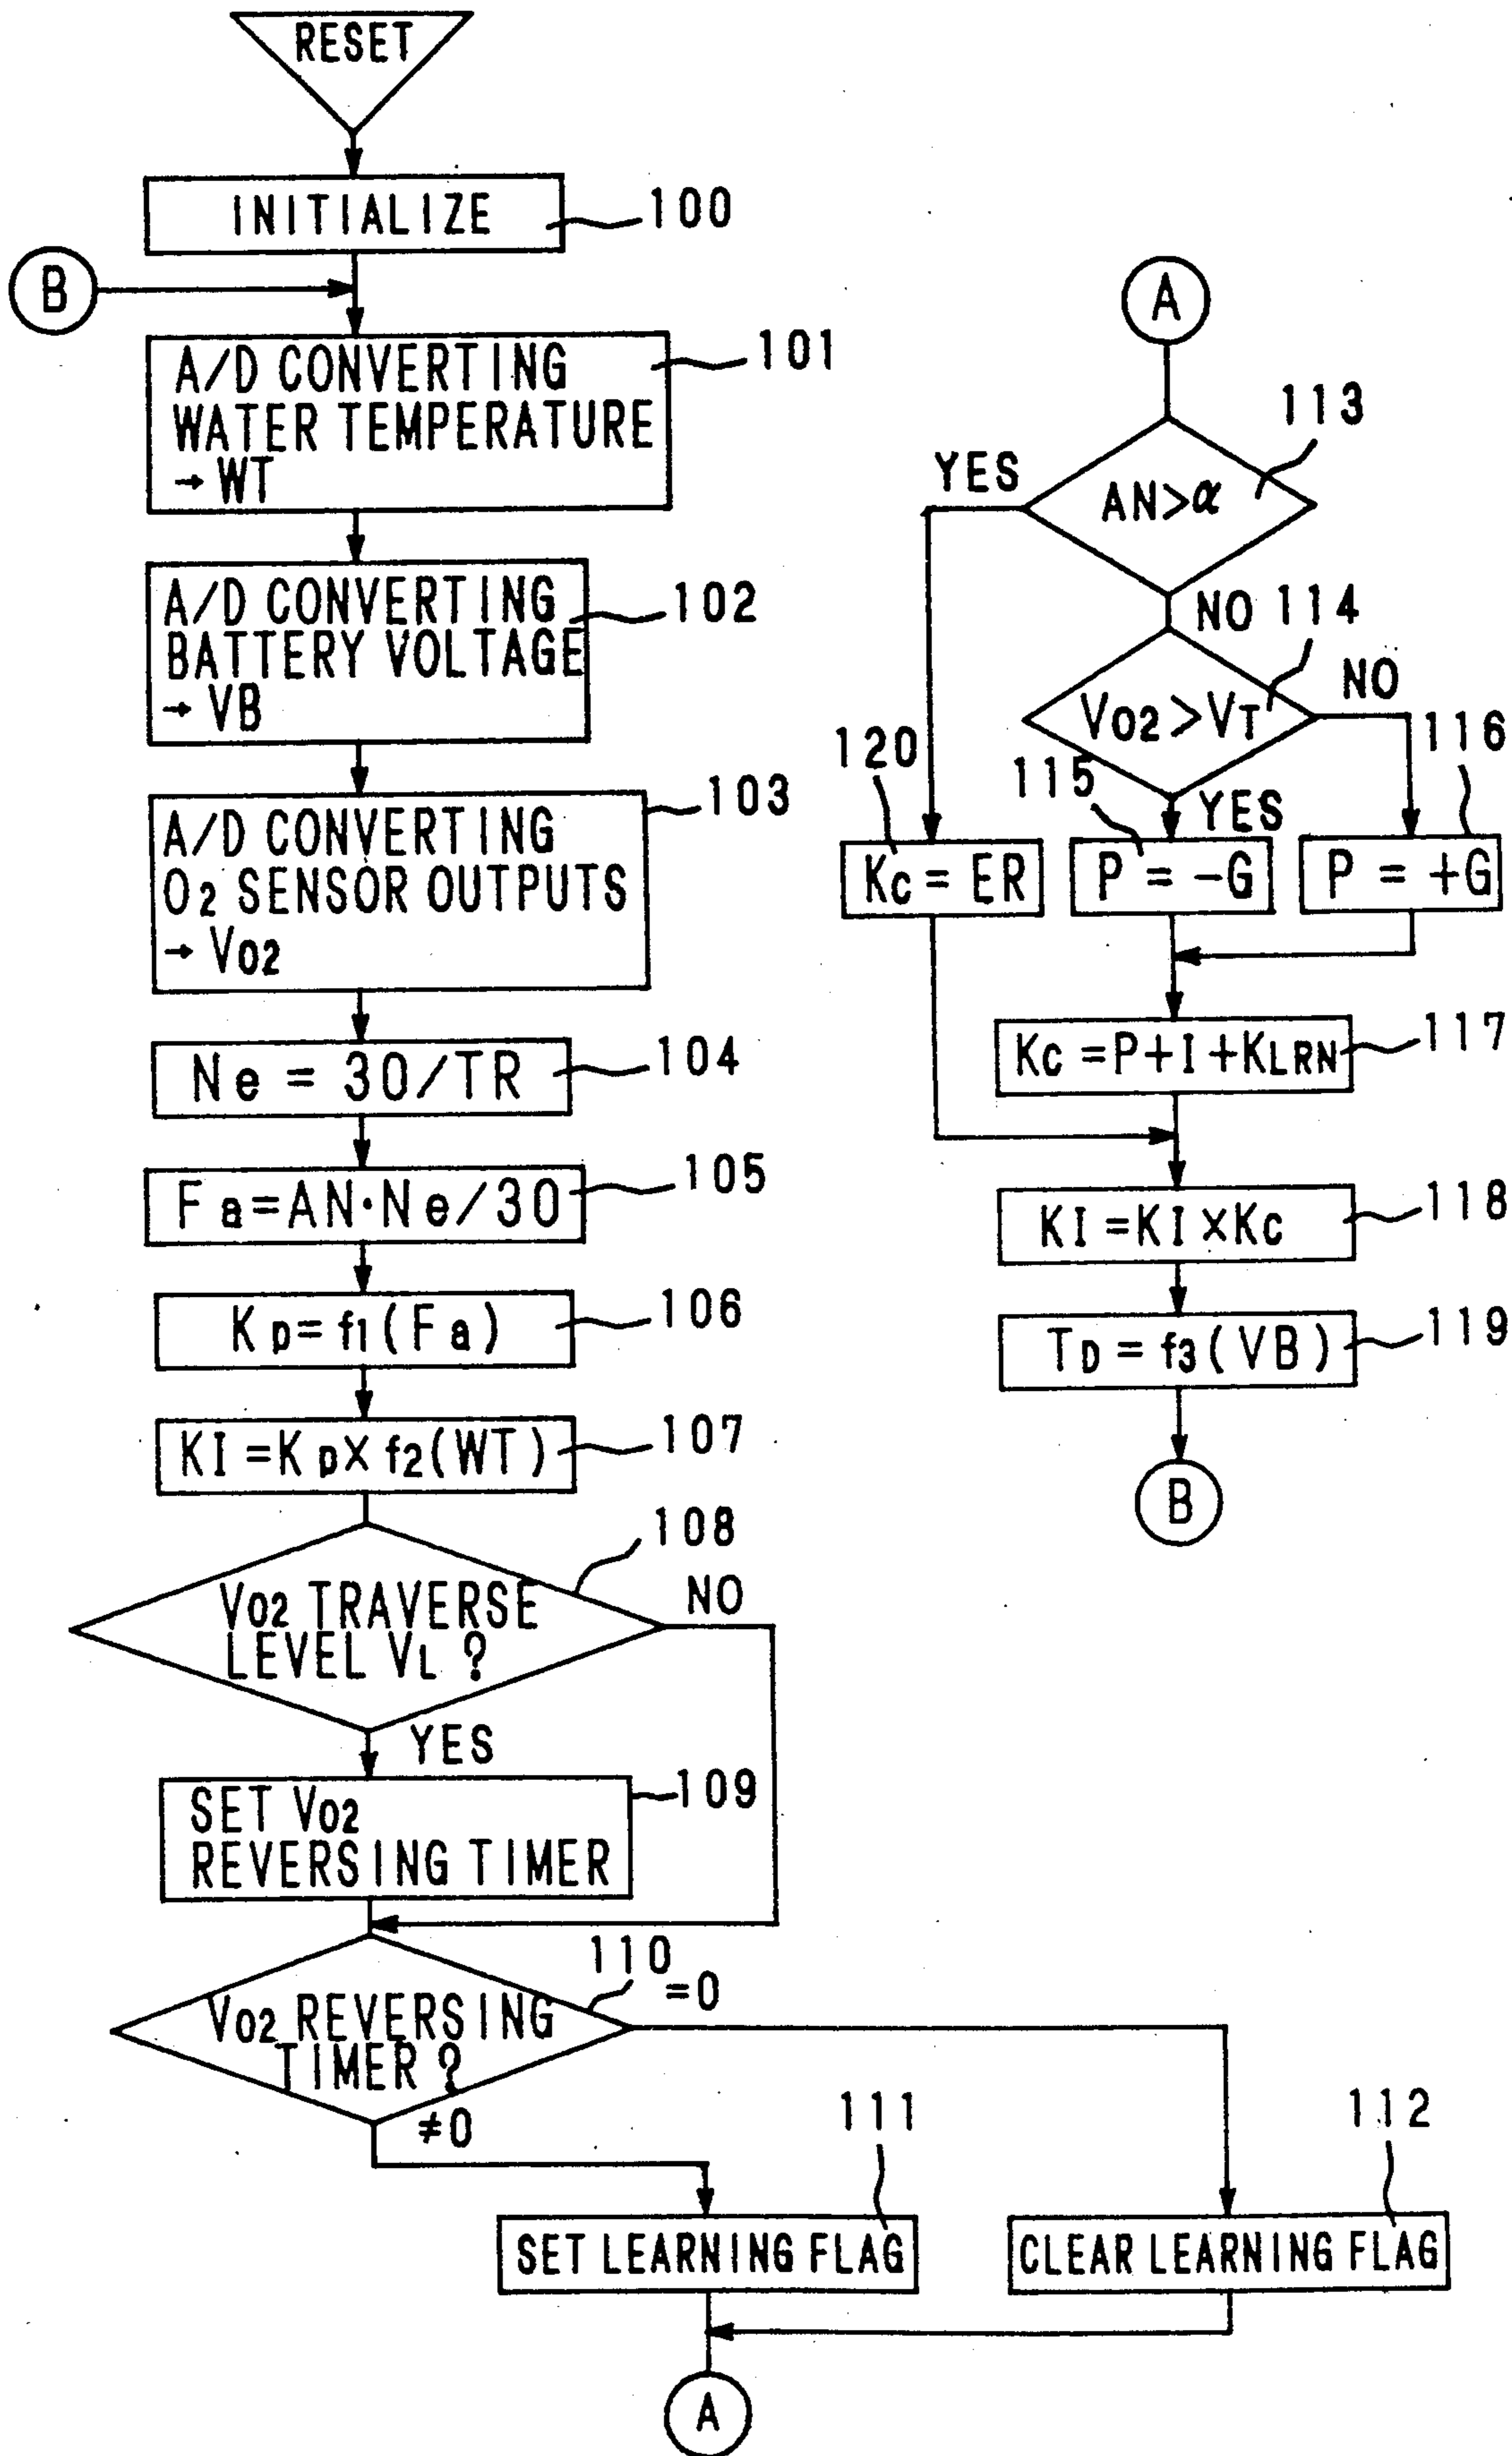 RESET
INITIALIZE
100
B
A/D CONVERTING
WATER TEMPERATURE
→ WT
101
A/D CONVERTING
BATTERY VOLTAGE
→ VB
102
A/D CONVERTING
O2 SENSOR OUTPUTS
→ VO2
103
Ne = 30/TR
104
Fa=AN·Ne/30
105
Kp=f1(Fa)
106
KI=Kp×f2(WT)
107
108
VO2 TRAVERSE
LEVEL VL ?
NO
YES
SET VO2
REVERSING TIMER
109
110
=0
VO2 REVERSING
TIMER ?
≠0
111
SET LEARNING FLAG
112
CLEAR LEARNING FLAG
A
A
113
YES
AN>α
NO
114
VO2>VT
NO
120
115
YES
116
KC=ER
P = -G
P = +G
KC=P+I+KLRN
117
KI=KI×KC
118
TD=f3(VB)
119
B